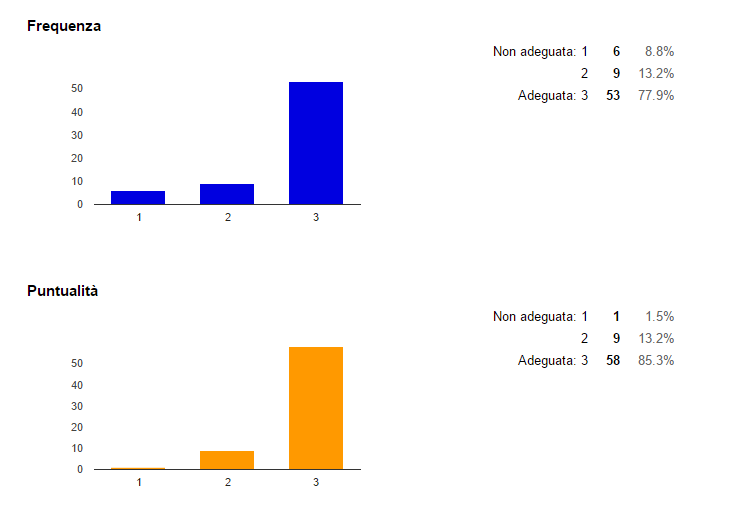 Frequenza
Non adeguata: 1 6 8.8%
2 9 13.2%
Adeguata: 3 53 77.9%
50
40
30
20
10
0
1 2 3
Puntualità
Non adeguata: 1 1 1.5%
2 9 13.2%
Adeguata: 3 58 85.3%
50
40
30
20
10
0
1 2 3